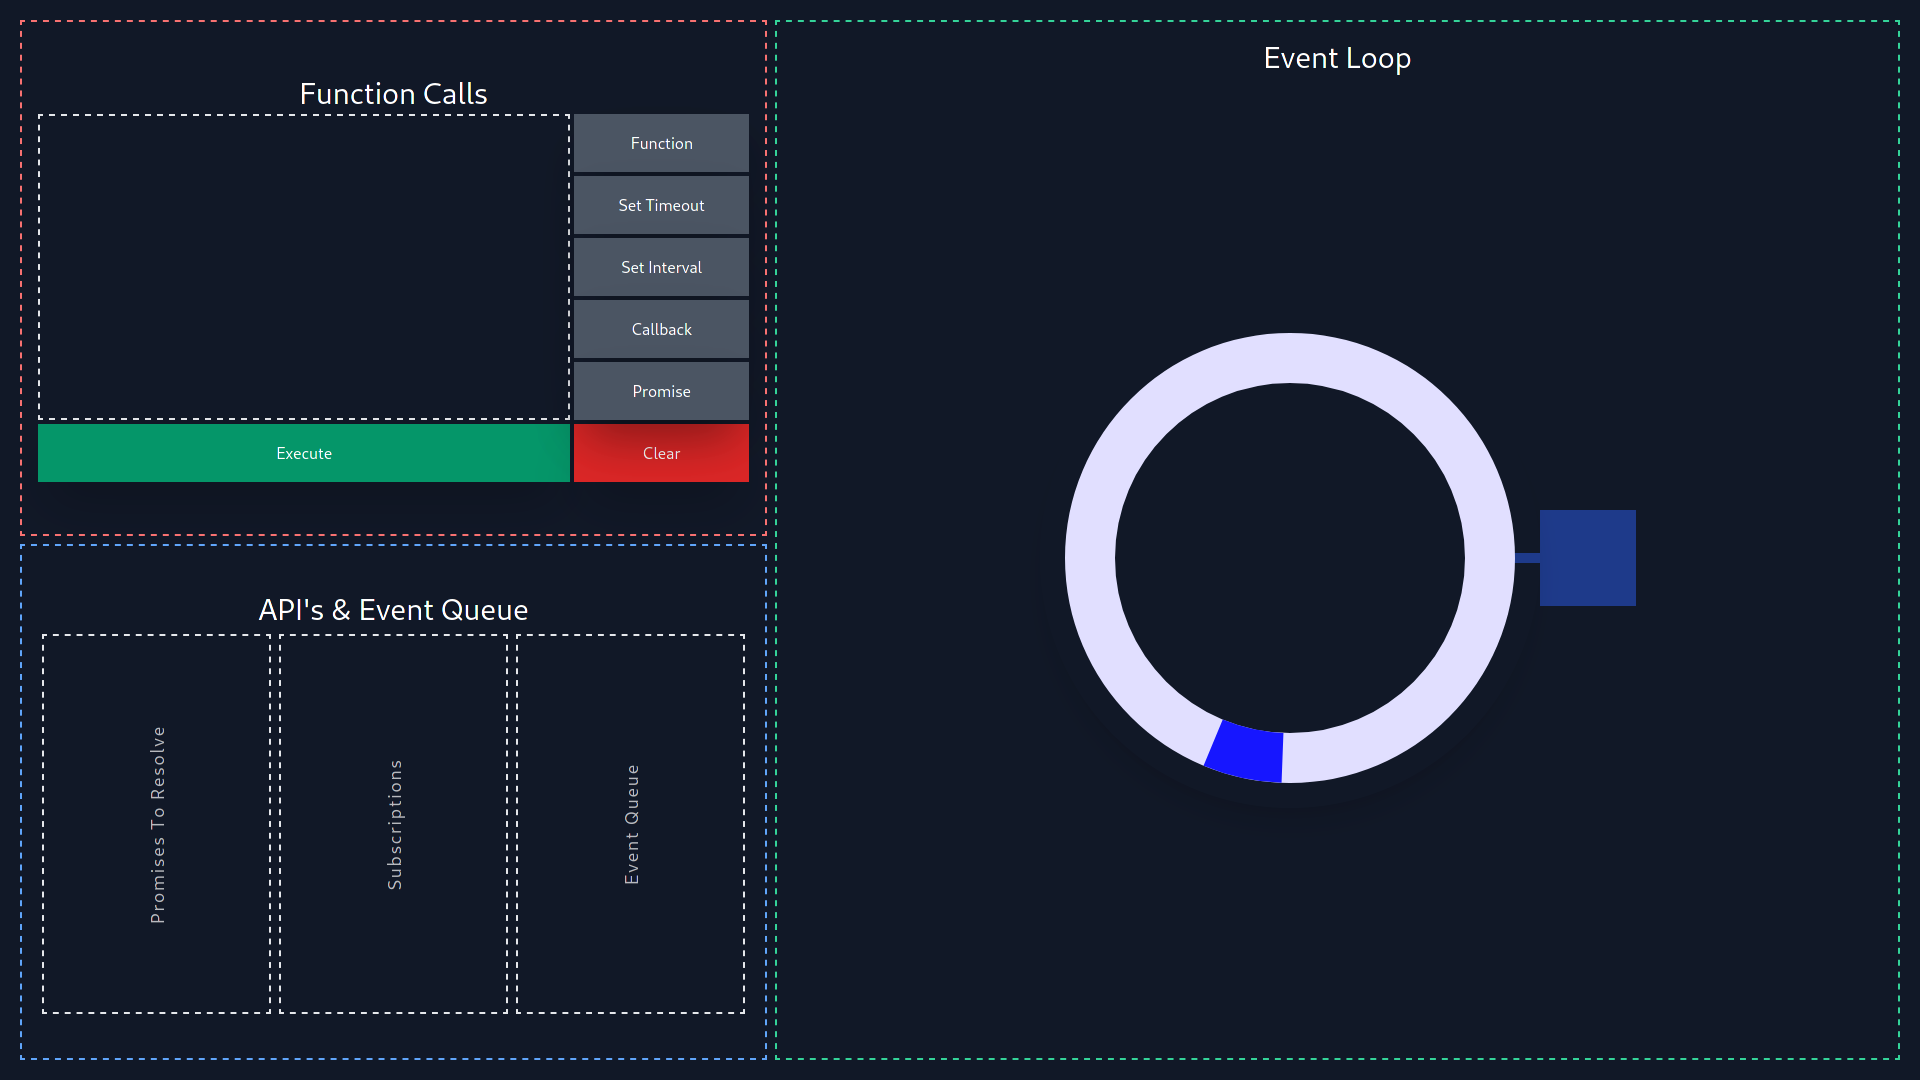 Function Calls
Function
Set Timeout
Set Interval
Callback
Promise
Execute
Clear
API's & Event Queue
Promises To Resolve
Subscriptions
Event Queue
Event Loop